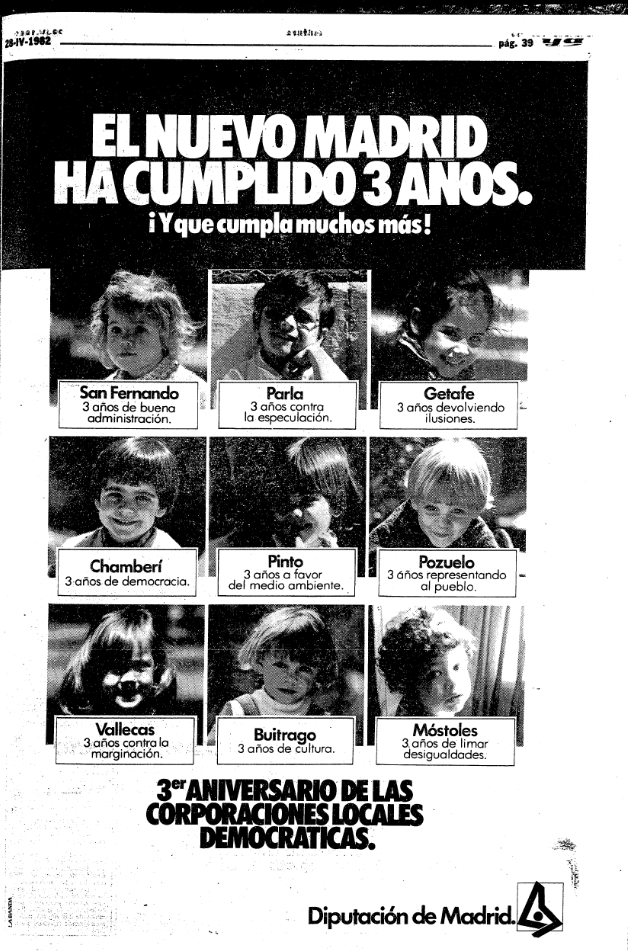 28-IV-1982
pág. 39
EL NUEVO MADRID
HA CUMPLIDO 3 AÑOS.
¡Y que cumpla muchos más!
San Fernando
3 años de buena
administración.
Parla
3 años contra
la especulación.
Getafe
3 años devolviendo
ilusiones.
Chamberí
3 años de democracia.
Pinto
3 años a favor
del medio ambiente.
Pozuelo
3 años representando
al pueblo.
Vallecas
3 años contra la
marginación.
Buitrago
3 años de cultura.
Móstoles
3 años de limar
desigualdades.
3er ANIVERSARIO DE LAS
CORPORACIONES LOCALES
DEMOCRATICAS.
LA BANDA
Diputación de Madrid.